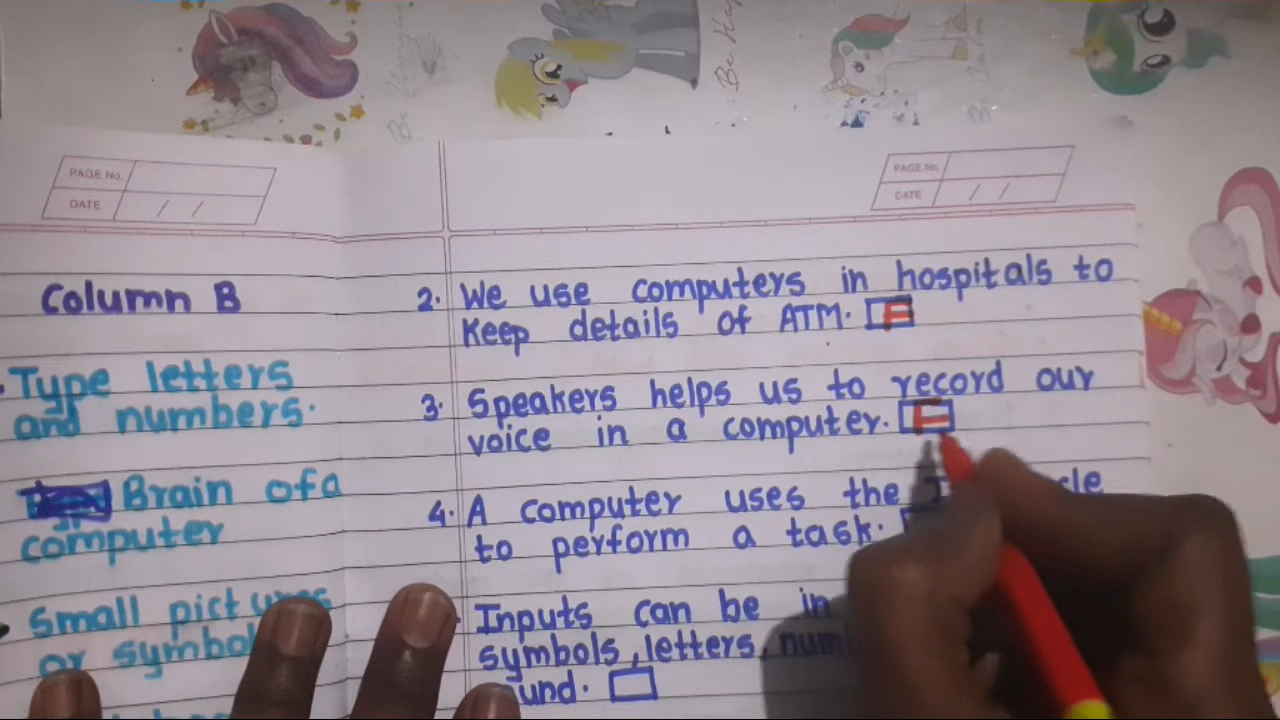 PAGE No.
DATE / /
PAGE No.
DATE / /
Column B
Type letters
and numbers.
Brain of a
computer
Small pictures
or symbol
2. We use computers in hospitals to
keep details of ATM. F
3. Speakers helps us to record our
voice in a computer. F
4. A computer uses the
to perform a task.
Inputs can be in
symbols, letters,